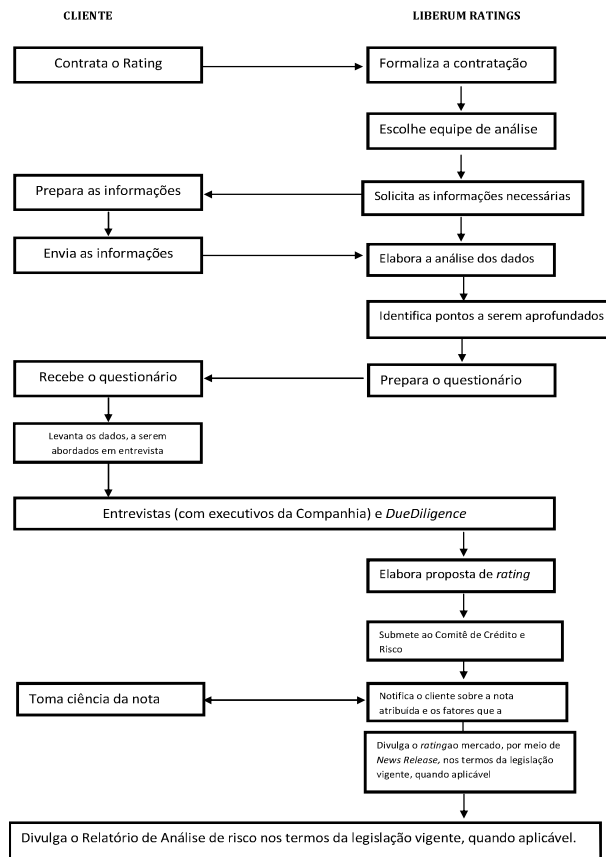 CLIENTE
LIBERUM RATINGS
Contrata o Rating
Formaliza a contratação
Escolhe equipe de análise
Prepara as informações
Solicita as informações necessárias
Envia as informações
Elabora a análise dos dados
Identifica pontos a serem aprofundados
Recebe o questionário
Prepara o questionário
Levanta os dados, a serem
abordados em entrevista
Entrevistas (com executivos da Companhia) e DueDiligence
Elabora proposta de rating
Submete ao Comitê de Crédito e
Risco
Toma ciência da nota
Notifica o cliente sobre a nota
atribuída e os fatores que a
Divulga o ratingao mercado, por meio de
News Release, nos termos da legislação
vigente, quando aplicável
Divulga o Relatório de Análise de risco nos termos da legislação vigente, quando aplicável.